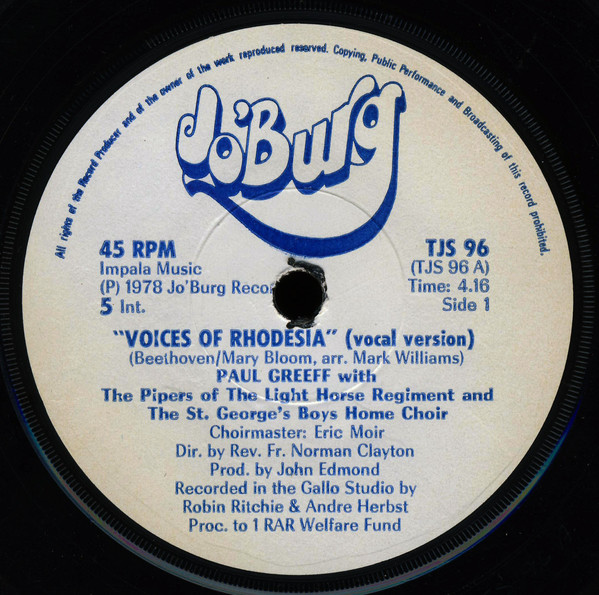 All rights of the Record Producer and of the owner of the work reproduced reserved. Copying, Public Performance and Broadcasting of this record prohibited.
Jo'Burg
45 RPM
Impala Music
(P) 1978 Jo'Burg Recor
5 Int.
TJS 96
(TJS 96 A)
Time: 4.16
Side 1
"VOICES OF RHODESIA" (vocal version)
(Beethoven/Mary Bloom, arr. Mark Williams)
PAUL GREEFF with
The Pipers of The Light Horse Regiment and
The St. George's Boys Home Choir
Choirmaster: Eric Moir
Dir. by Rev. Fr. Norman Clayton
Prod. by John Edmond
Recorded in the Gallo Studio by
Robin Ritchie & Andre Herbst
Proc. to 1 RAR Welfare Fund